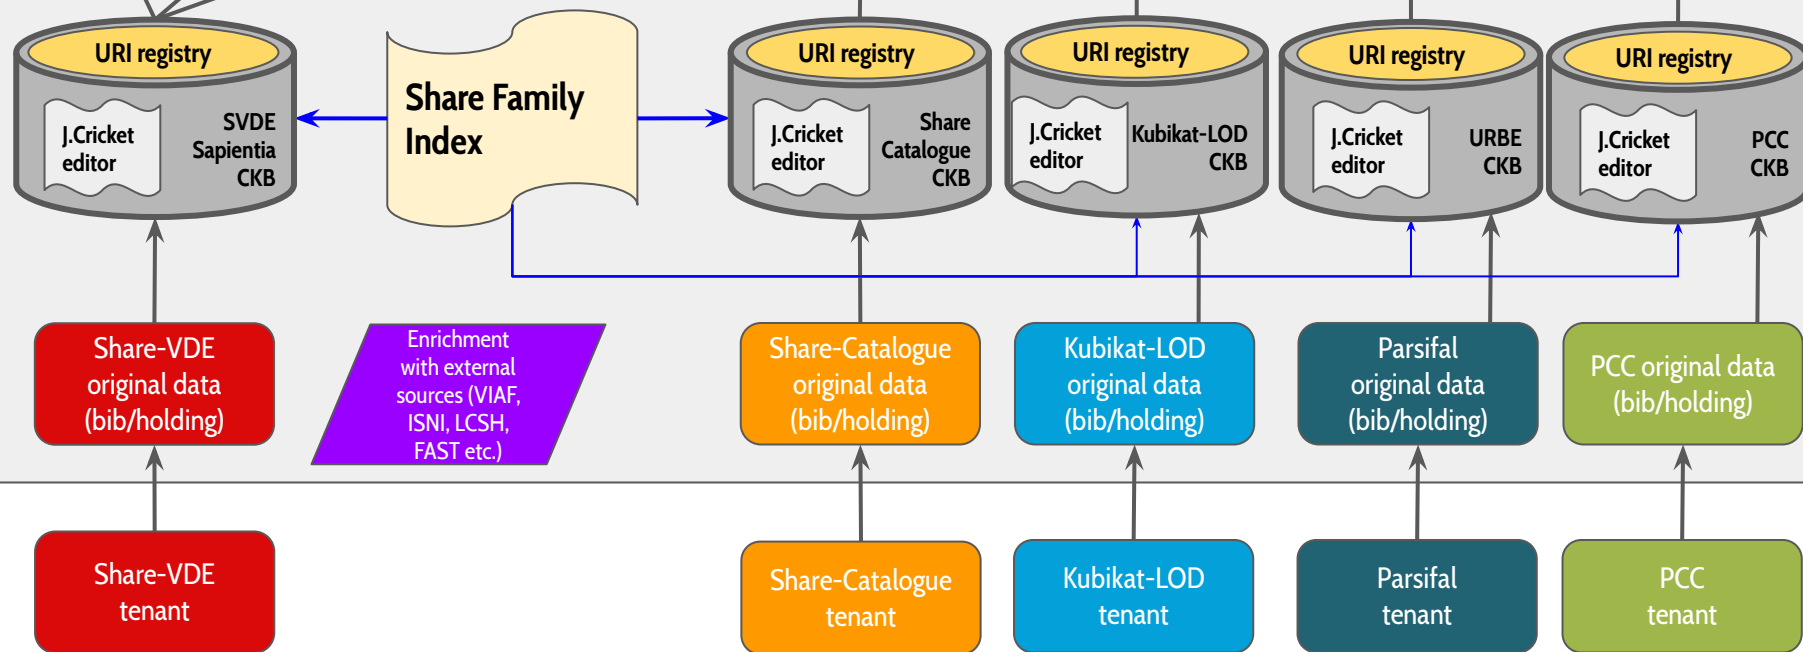 URI registry
J.Cricket
editor
SVDE
Sapientia
CKB
Share Family
Index
URI registry
J.Cricket
editor
Share
Catalogue
CKB
URI registry
J.Cricket
editor
Kubikat-LOD
CKB
URI registry
J.Cricket
editor
URBE
CKB
URI registry
J.Cricket
editor
PCC
CKB
Share-VDE
original data
(bib/holding)
Enrichment
with external
sources (VIAF,
ISNI, LCSH,
FAST etc.)
Share-Catalogue
original data
(bib/holding)
Kubikat-LOD
original data
(bib/holding)
Parsifal
original data
(bib/holding)
PCC original data
(bib/holding)
Share-VDE
tenant
Share-Catalogue
tenant
Kubikat-LOD
tenant
Parsifal
tenant
PCC
tenant